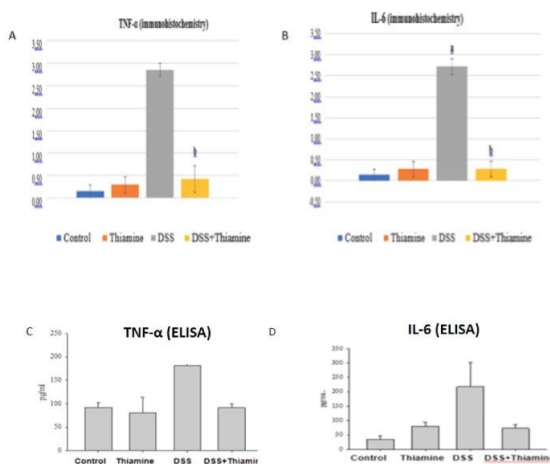 A
TNF-α (immunohistochemistry)
3.50
3.00
2.50
2.00
1.50
1.00
0.50
0.00
b
Control Thiamine DSS DSS+Thiamine
B
IL-6 (immunohistochemistry)
3.50
3.00
2.50
2.00
1.50
1.00
0.50
0.00
-0.50
a
b
Control Thiamine DSS DSS+Thiamine
C
TNF-α (ELISA)
250
200
150
100
50
0
pg/ml
Control Thiamine DSS DSS+Thiamin
D
IL-6 (ELISA)
350
300
250
200
150
100
50
0
Control Thiamine DSS DSS+Thiamine